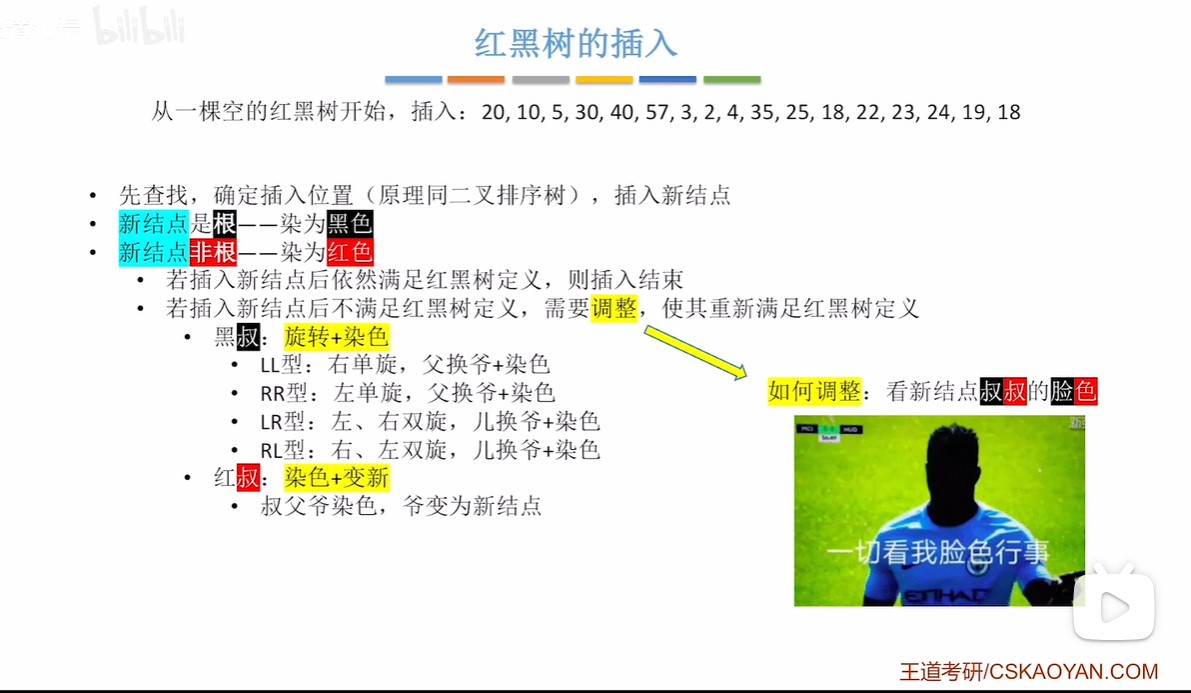 bilibili
红黑树的插入
从一棵空的红黑树开始，插入：20, 10, 5, 30, 40, 57, 3, 2, 4, 35, 25, 18, 22, 23, 24, 19, 18
• 先查找，确定插入位置（原理同二叉排序树），插入新结点
• 新结点是根——染为黑色
• 新结点非根——染为红色
• 若插入新结点后依然满足红黑树定义，则插入结束
• 若插入新结点后不满足红黑树定义，需要调整，使其重新满足红黑树定义
• 黑叔：旋转+染色
• LL型：右单旋，父换爷+染色
• RR型：左单旋，父换爷+染色
• LR型：左、右双旋，儿换爷+染色
• RL型：右、左双旋，儿换爷+染色
• 红叔：染色+变新
• 叔父爷染色，爷变为新结点
如何调整：看新结点叔叔的脸色
MCI
HUD
一切看我脸色行事
ETIHAD
王道考研/CSKAOYAN.COM